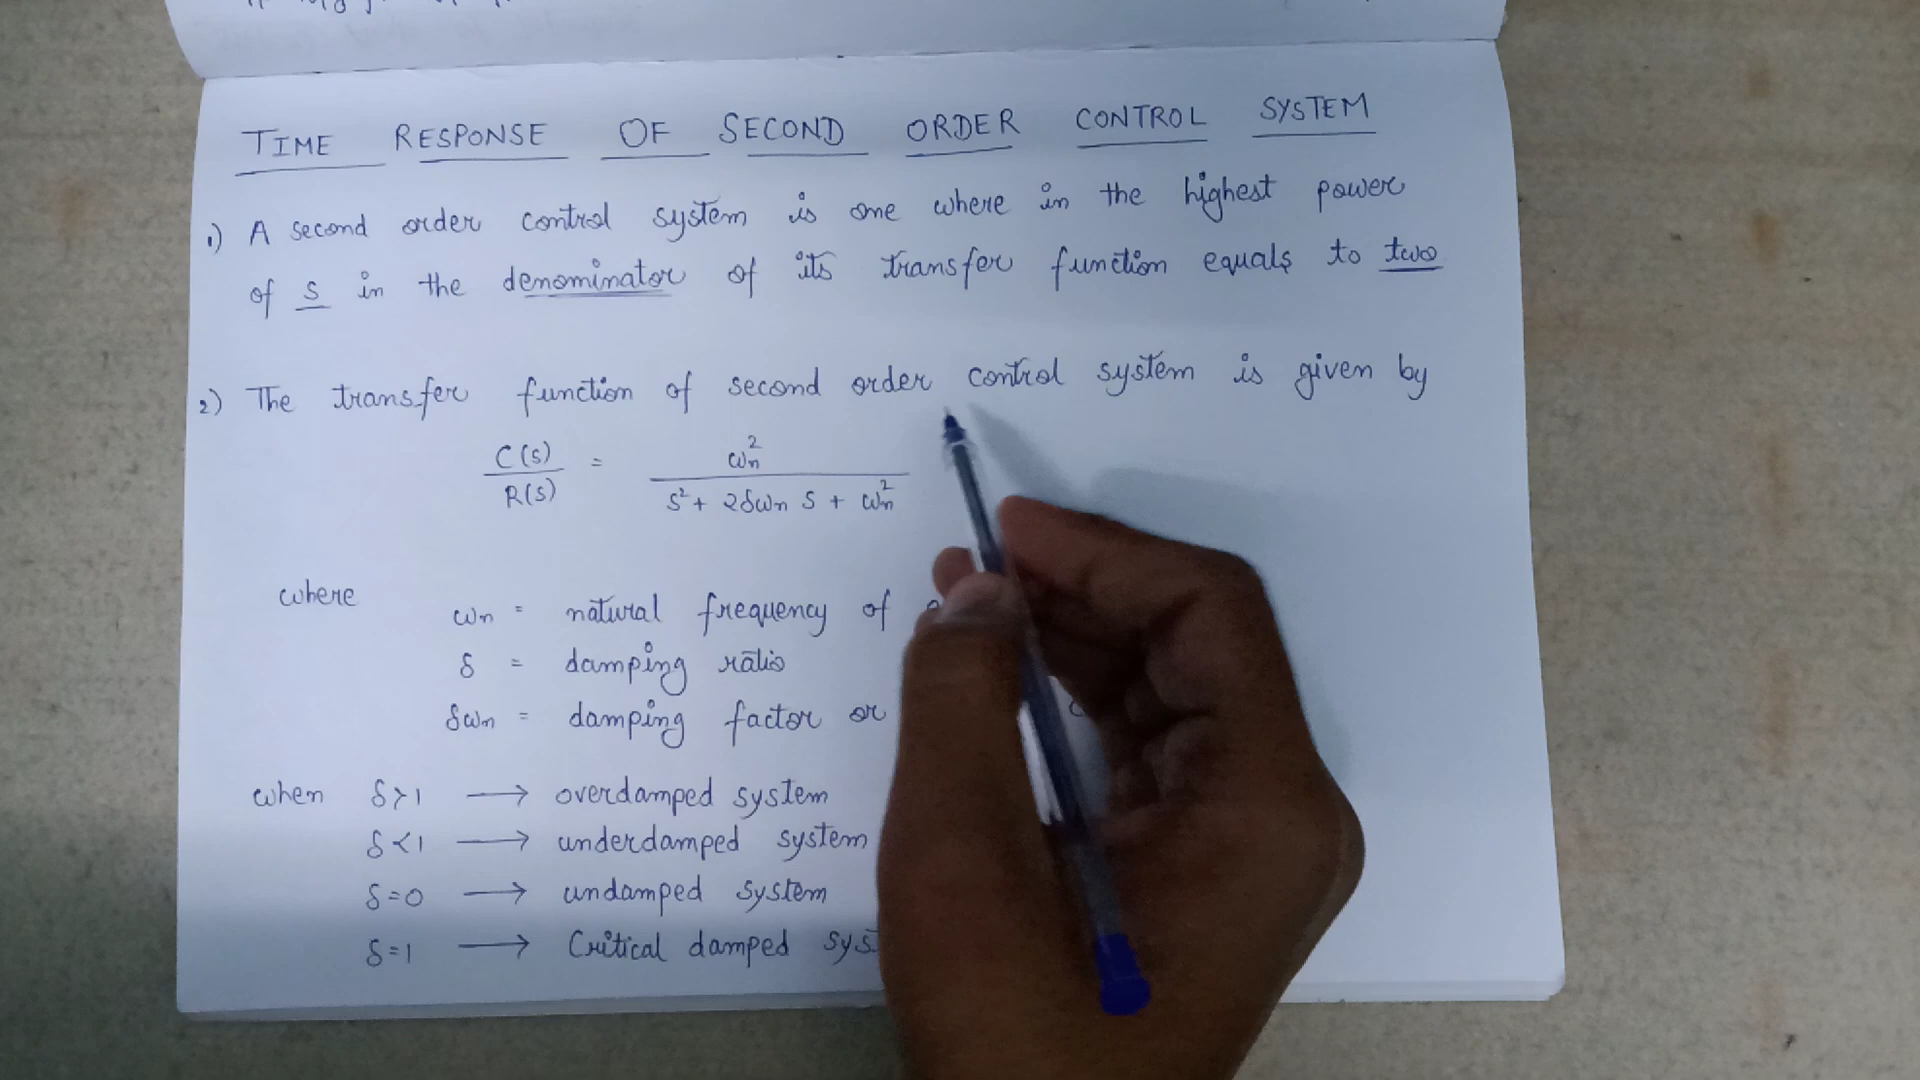 TIME RESPONSE OF SECOND ORDER CONTROL SYSTEM
1) A second order control system is one where in the highest power
of s in the denominator of its transfer function equals to two
2) The transfer function of second order control system is given by
C(s)/R(s) = ωn²/(s² + 2δωn s + ωn²)
where
ωn = natural frequency of
δ = damping ratio
δωn = damping factor or
when δ>1 → overdamped system
δ<1 → underdamped system
δ=0 → undamped system
δ=1 → Critical damped sys